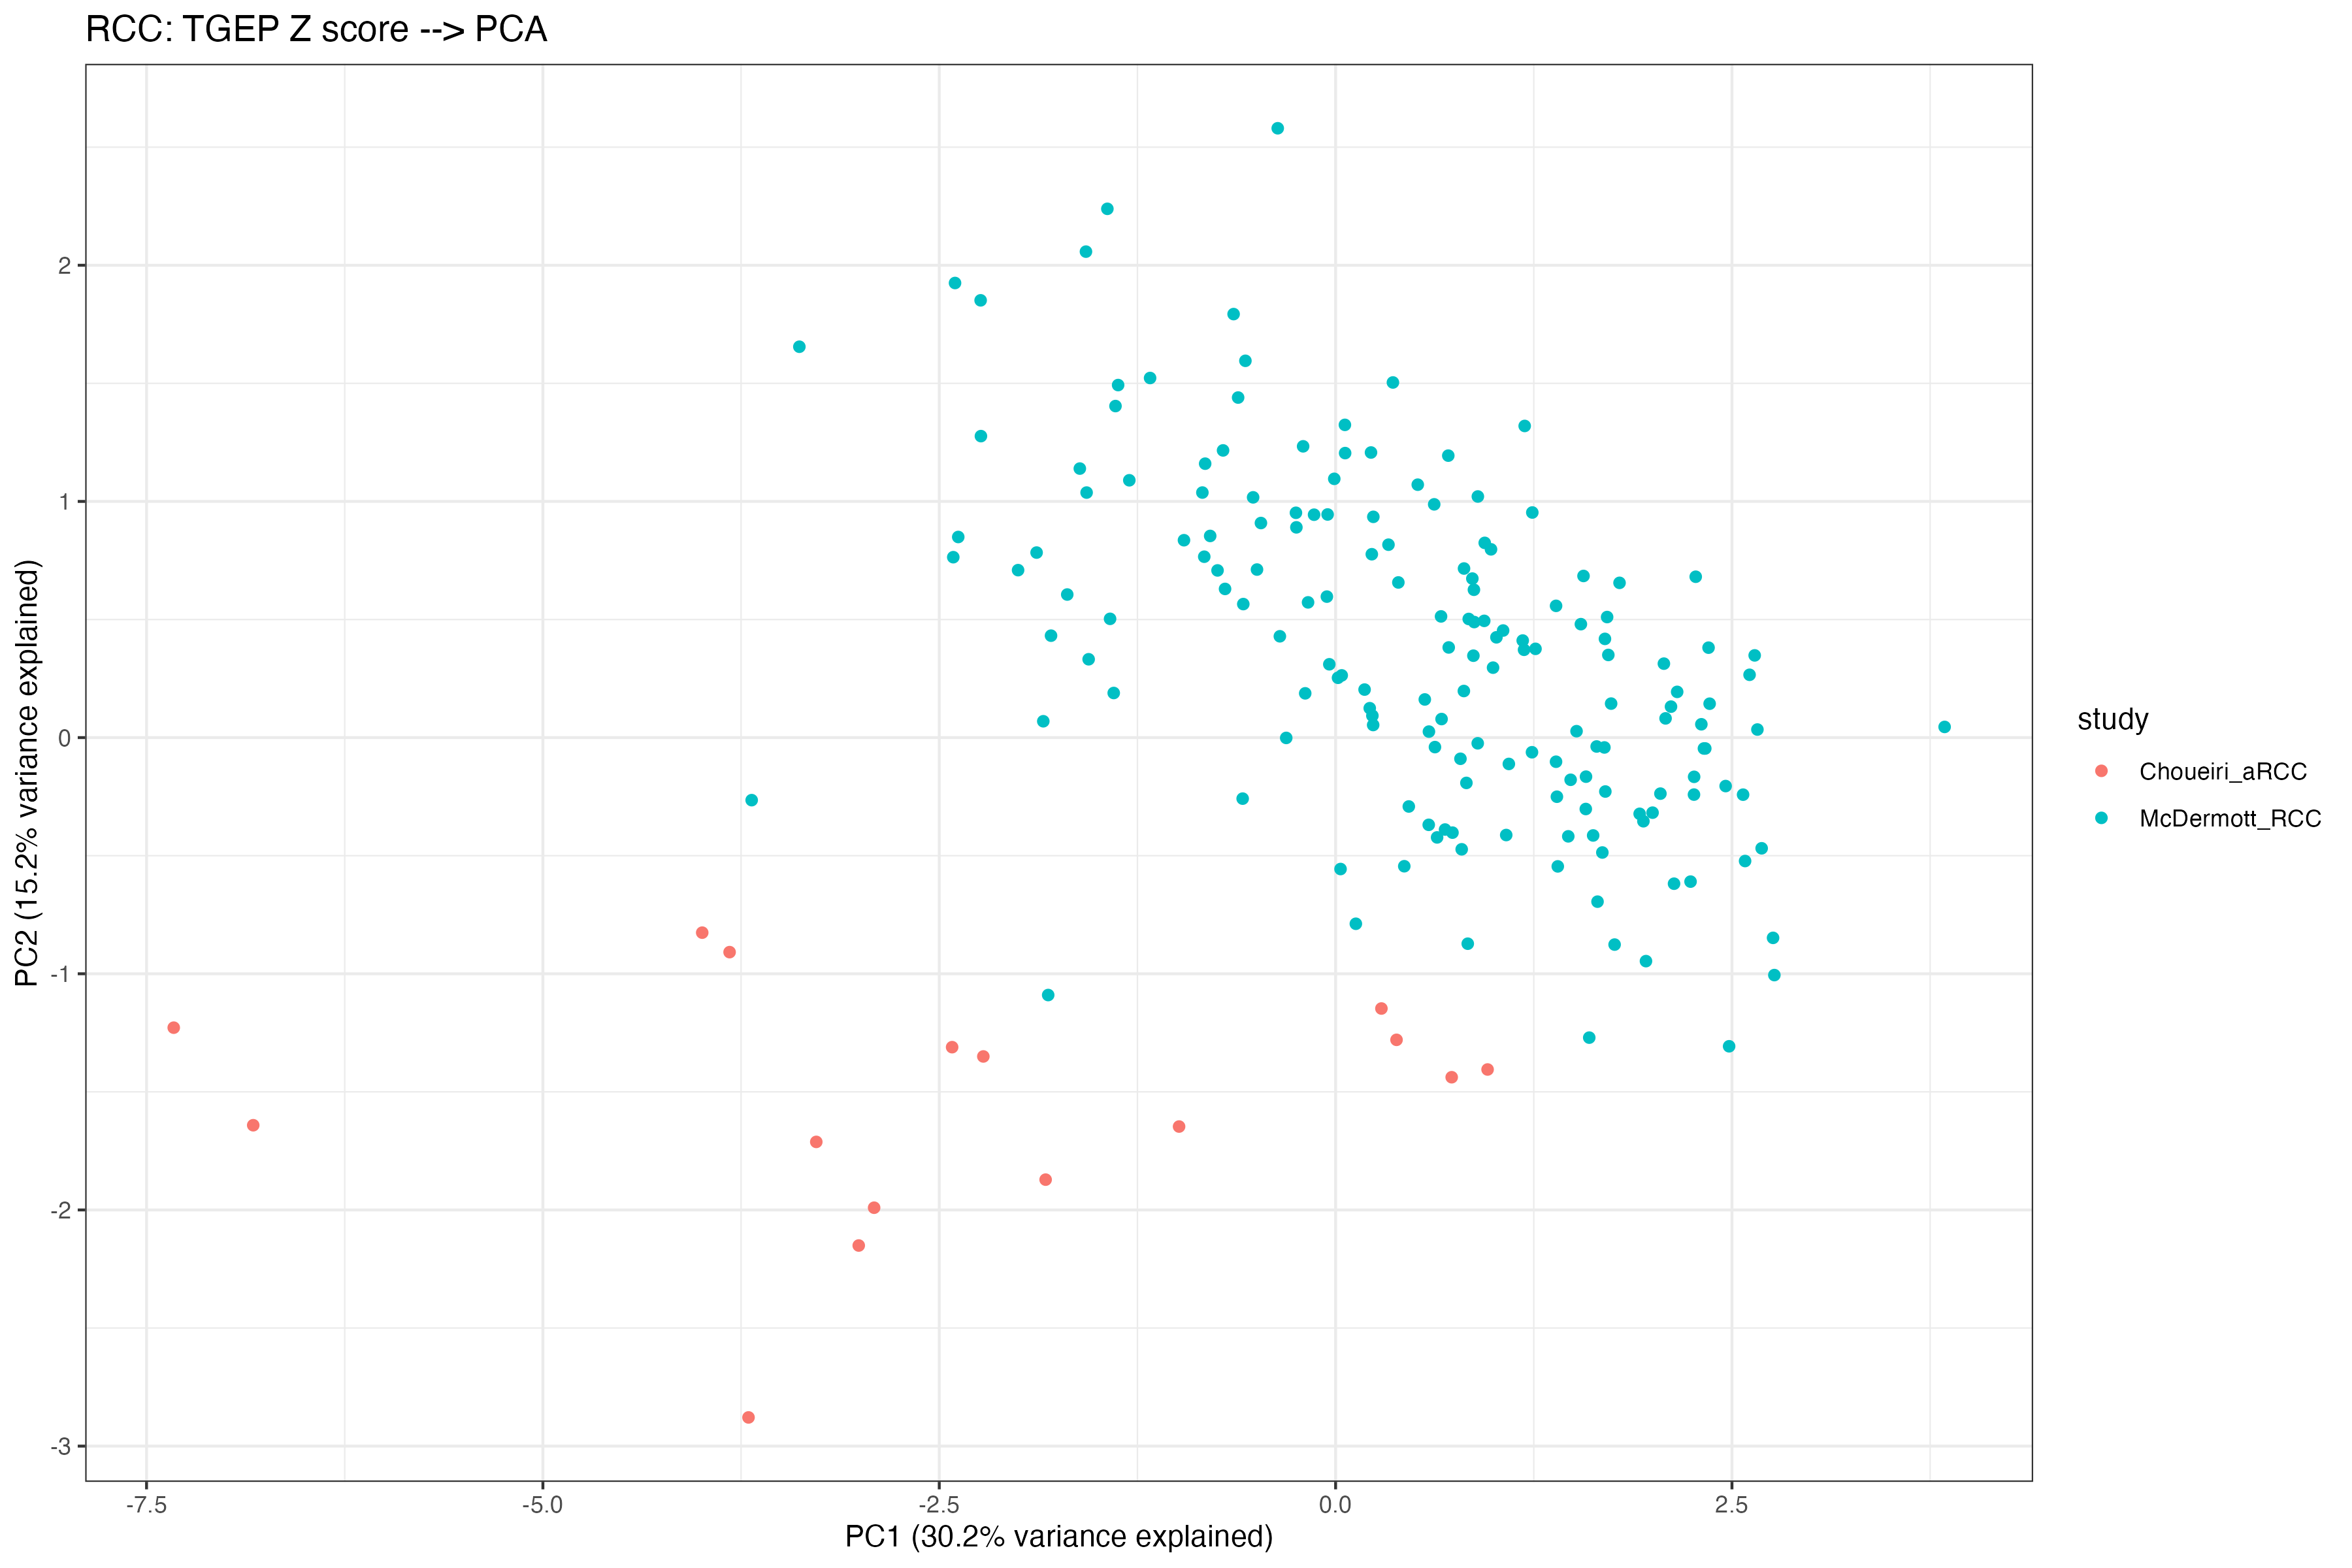 RCC: TGEP Z score --> PCA
2
1
0
-1
-2
-3
PC2 (15.2% variance explained)
-7.5 -5.0 -2.5 0.0 2.5
PC1 (30.2% variance explained)
study
Choueiri_aRCC
McDermott_RCC